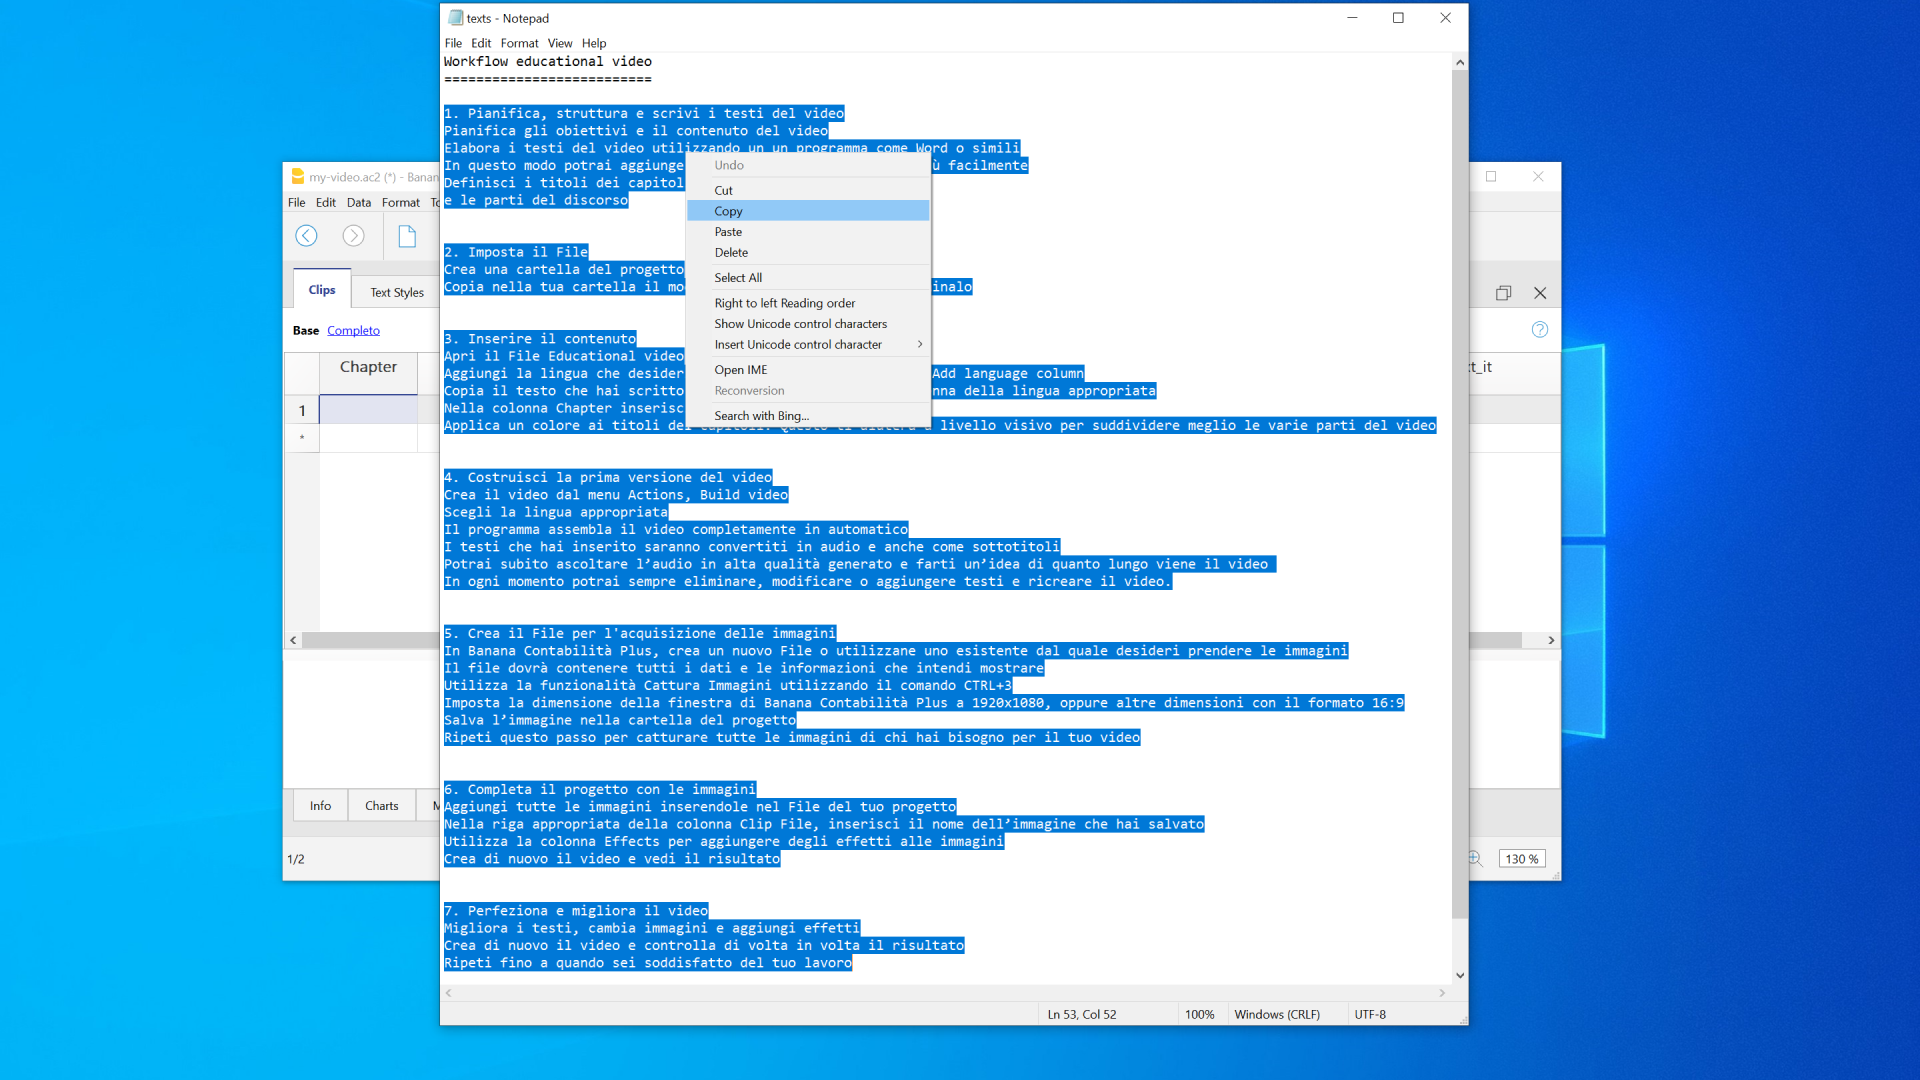 texts - Notepad
File Edit Format View Help
Workflow educational video
==========================
1. Pianifica, struttura e scrivi i testi del video
Pianifica gli obiettivi e il contenuto del video
Elabora i testi del video utilizzando un un programma come Word o simili
In questo modo potrai aggiunge ù facilmente
Definisci i titoli dei capitol
e le parti del discorso
2. Imposta il File
Crea una cartella del progetto
Copia nella tua cartella il mo inalo
3. Inserire il contenuto
Apri il File Educational video
Aggiungi la lingua che desider Add language column
Copia il testo che hai scritto nna della lingua appropriata
Nella colonna Chapter inserisc
Applica un colore ai titoli dei capitoli. Questo ti aiuterà a livello visivo per suddividere meglio le varie parti del video
4. Costruisci la prima versione del video
Crea il video dal menu Actions, Build video
Scegli la lingua appropriata
Il programma assembla il video completamente in automatico
I testi che hai inserito saranno convertiti in audio e anche come sottotitoli
Potrai subito ascoltare l’audio in alta qualità generato e farti un’idea di quanto lungo viene il video
In ogni momento potrai sempre eliminare, modificare o aggiungere testi e ricreare il video.
5. Crea il File per l'acquisizione delle immagini
In Banana Contabilità Plus, crea un nuovo File o utilizzane uno esistente dal quale desideri prendere le immagini
Il file dovrà contenere tutti i dati e le informazioni che intendi mostrare
Utilizza la funzionalità Cattura Immagini utilizzando il comando CTRL+3
Imposta la dimensione della finestra di Banana Contabilità Plus a 1920x1080, oppure altre dimensioni con il formato 16:9
Salva l’immagine nella cartella del progetto
Ripeti questo passo per catturare tutte le immagini di chi hai bisogno per il tuo video
6. Completa il progetto con le immagini
Aggiungi tutte le immagini inserendole nel File del tuo progetto
Nella riga appropriata della colonna Clip File, inserisci il nome dell’immagine che hai salvato
Utilizza la colonna Effects per aggiungere degli effetti alle immagini
Crea di nuovo il video e vedi il risultato
7. Perfeziona e migliora il video
Migliora i testi, cambia immagini e aggiungi effetti
Crea di nuovo il video e controlla di volta in volta il risultato
Ripeti fino a quando sei soddisfatto del tuo lavoro
Ln 53, Col 52
100%
Windows (CRLF)
UTF-8
Undo
Cut
Copy
Paste
Delete
Select All
Right to left Reading order
Show Unicode control characters
Insert Unicode control character
Open IME
Reconversion
Search with Bing...
my-video.ac2 (*) - Banan
File Edit Data Format To
Clips
Text Styles
Base Completo
Chapter
xt_it
1
*
Info
Charts
M
1/2
130 %